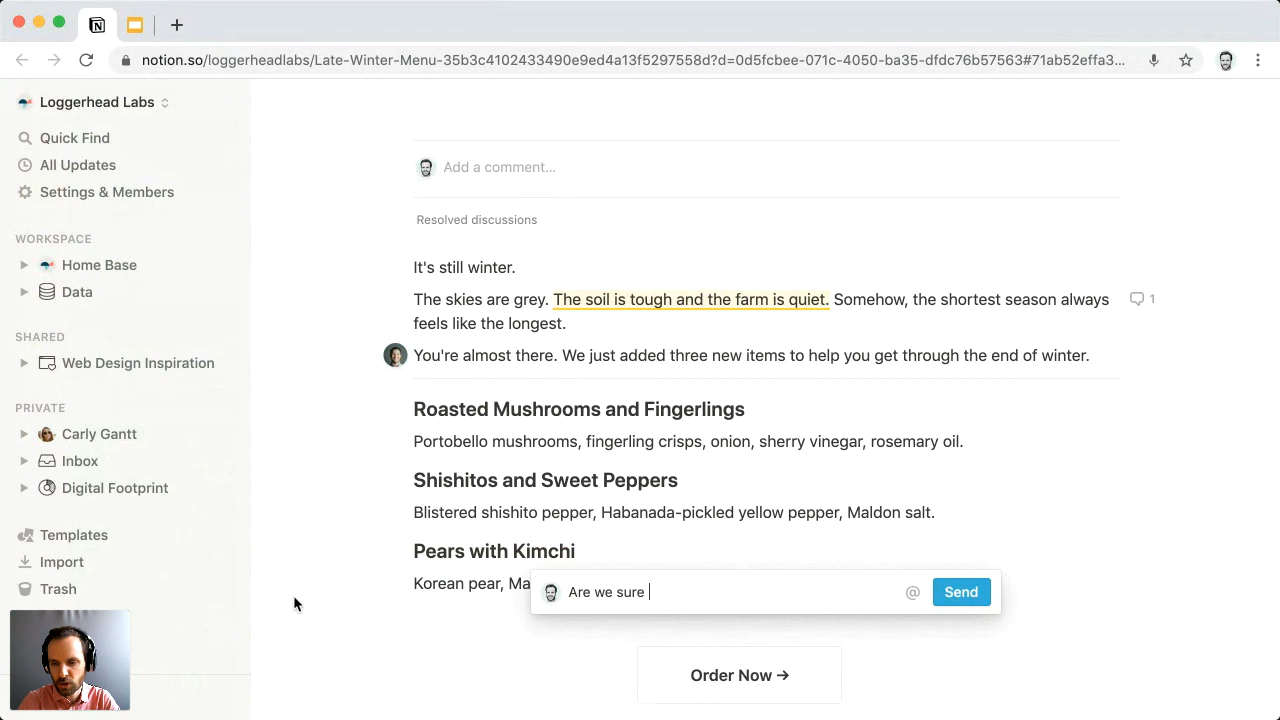 notion.so/loggerheadlabs/Late-Winter-Menu-35b3c4102433490e9ed4a13f5297558d?d=0d5fcbee-071c-4050-ba35-dfdc76b57563#71ab52effa3...
Loggerhead Labs
Quick Find
All Updates
Settings & Members
WORKSPACE
Home Base
Data
SHARED
Web Design Inspiration
PRIVATE
Carly Gantt
Inbox
Digital Footprint
Templates
Import
Trash
Add a comment...
Resolved discussions
It's still winter.
The skies are grey. The soil is tough and the farm is quiet. Somehow, the shortest season always
1
feels like the longest.
You're almost there. We just added three new items to help you get through the end of winter.
Roasted Mushrooms and Fingerlings
Portobello mushrooms, fingerling crisps, onion, sherry vinegar, rosemary oil.
Shishitos and Sweet Peppers
Blistered shishito pepper, Habanada-pickled yellow pepper, Maldon salt.
Pears with Kimchi
Korean pear, Ma
Are we sure
@
Send
Order Now →